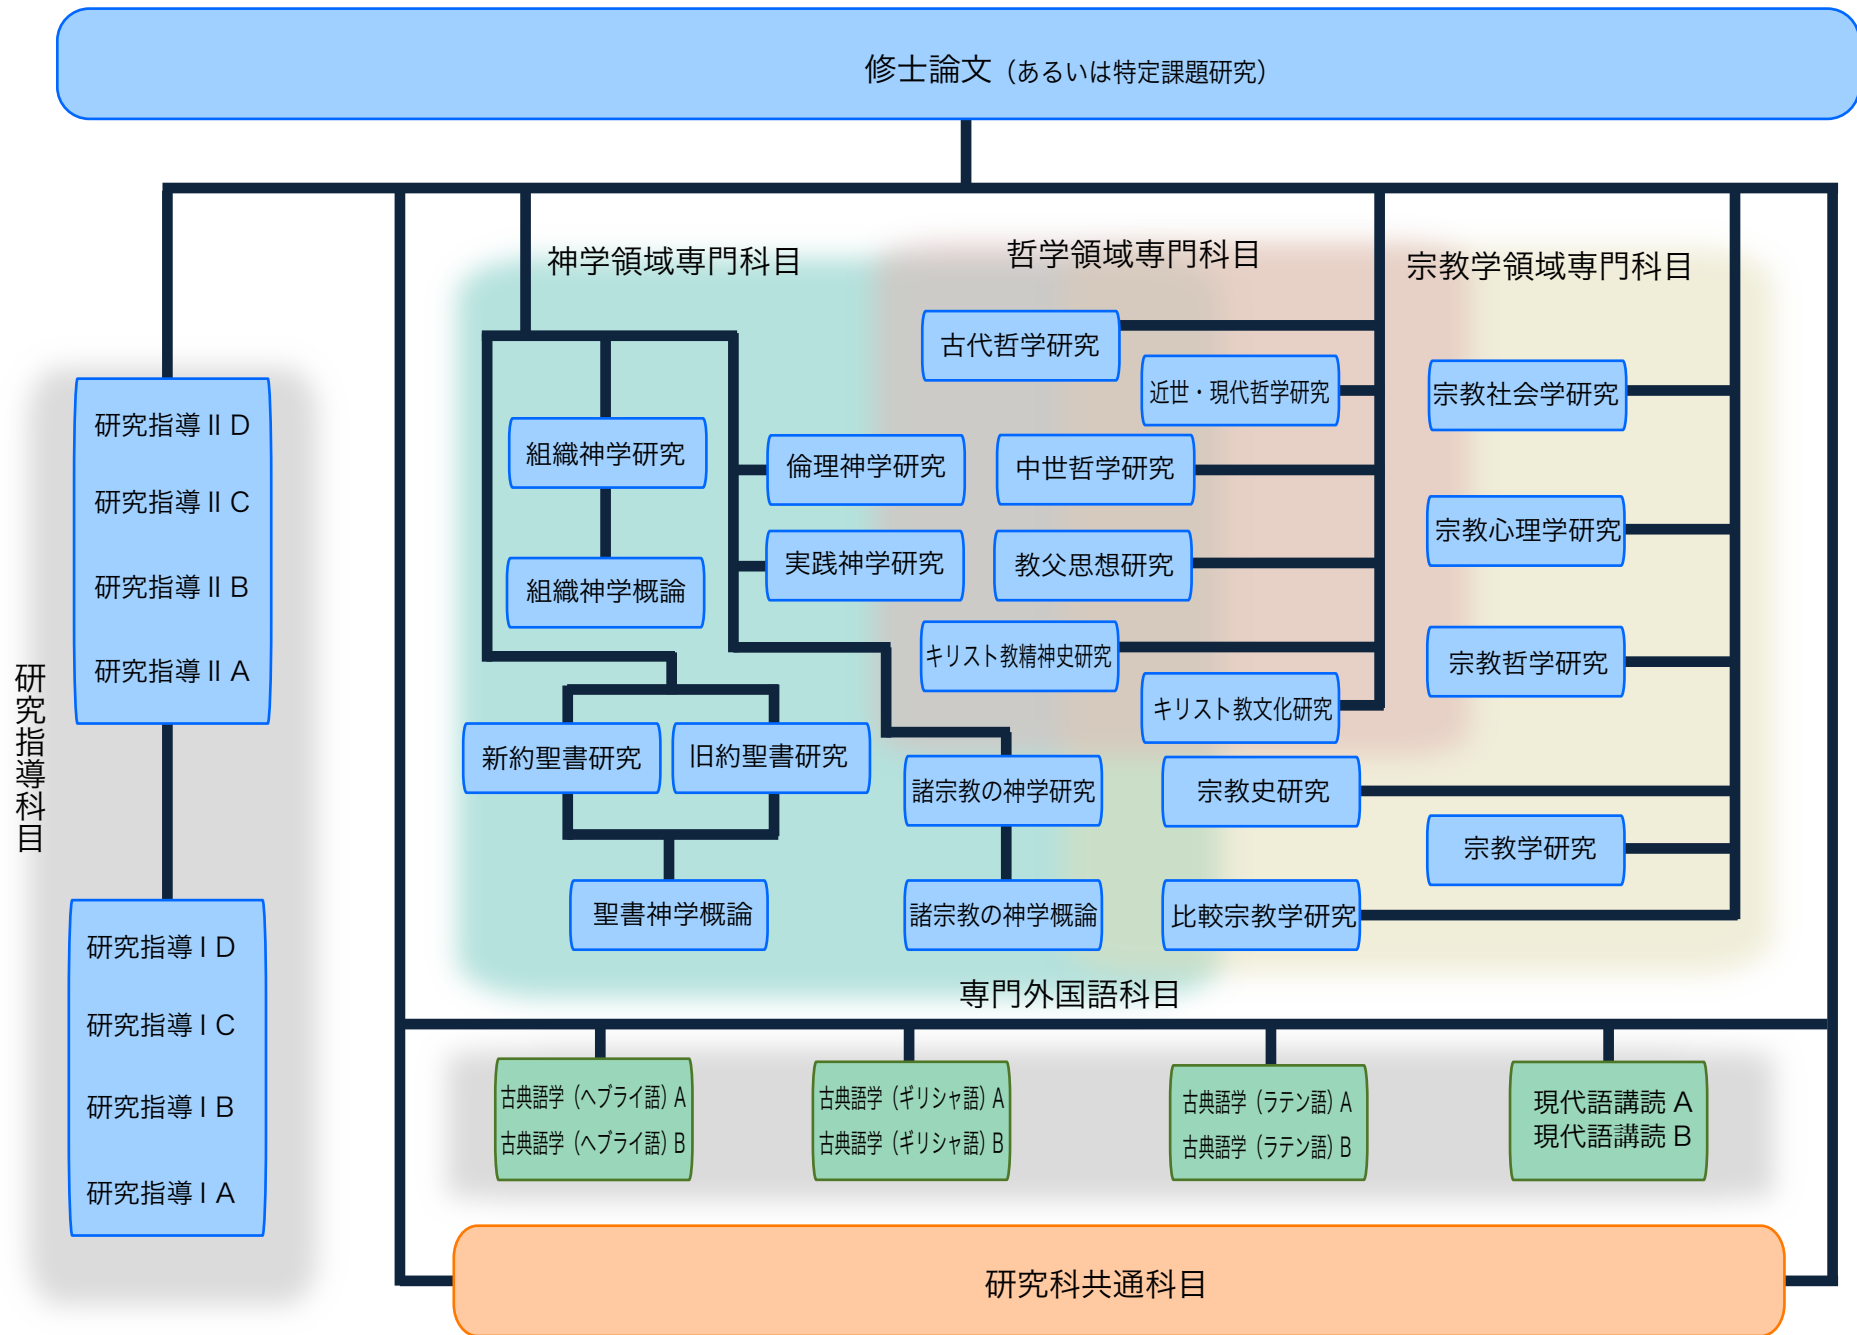 修士論文（あるいは特定課題研究）
神学領域専門科目
哲学領域専門科目
宗教学領域専門科目
古代哲学研究
近世・現代哲学研究
宗教社会学研究
組織神学研究
倫理神学研究
中世哲学研究
宗教心理学研究
実践神学研究
教父思想研究
組織神学概論
キリスト教精神史研究
宗教哲学研究
キリスト教文化研究
新約聖書研究
旧約聖書研究
諸宗教の神学研究
宗教史研究
宗教学研究
聖書神学概論
諸宗教の神学概論
比較宗教学研究
研究指導科目
研究指導 II D
研究指導 II C
研究指導 II B
研究指導 II A
研究指導 I D
研究指導 I C
研究指導 I B
研究指導 I A
専門外国語科目
古典語学（ヘブライ語）A
古典語学（ヘブライ語）B
古典語学（ギリシャ語）A
古典語学（ギリシャ語）B
古典語学（ラテン語）A
古典語学（ラテン語）B
現代語講読 A
現代語講読 B
研究科共通科目